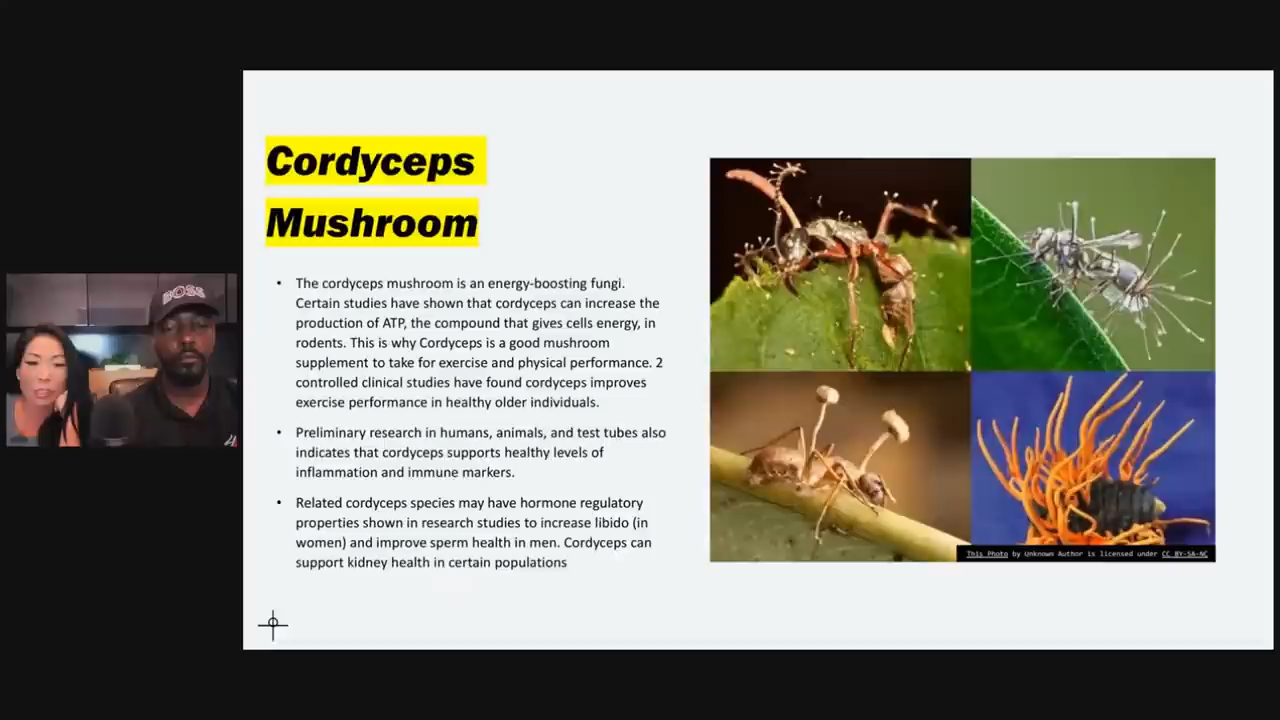 Cordyceps
Mushroom
• The cordyceps mushroom is an energy-boosting fungi.
Certain studies have shown that cordyceps can increase the
production of ATP, the compound that gives cells energy, in
rodents. This is why Cordyceps is a good mushroom
supplement to take for exercise and physical performance. 2
controlled clinical studies have found cordyceps improves
exercise performance in healthy older individuals.
• Preliminary research in humans, animals, and test tubes also
indicates that cordyceps supports healthy levels of
inflammation and immune markers.
• Related cordyceps species may have hormone regulatory
properties shown in research studies to increase libido (in
women) and improve sperm health in men. Cordyceps can
support kidney health in certain populations
BOSS
This Photo by Unknown Author is licensed under CC BY-SA-NC